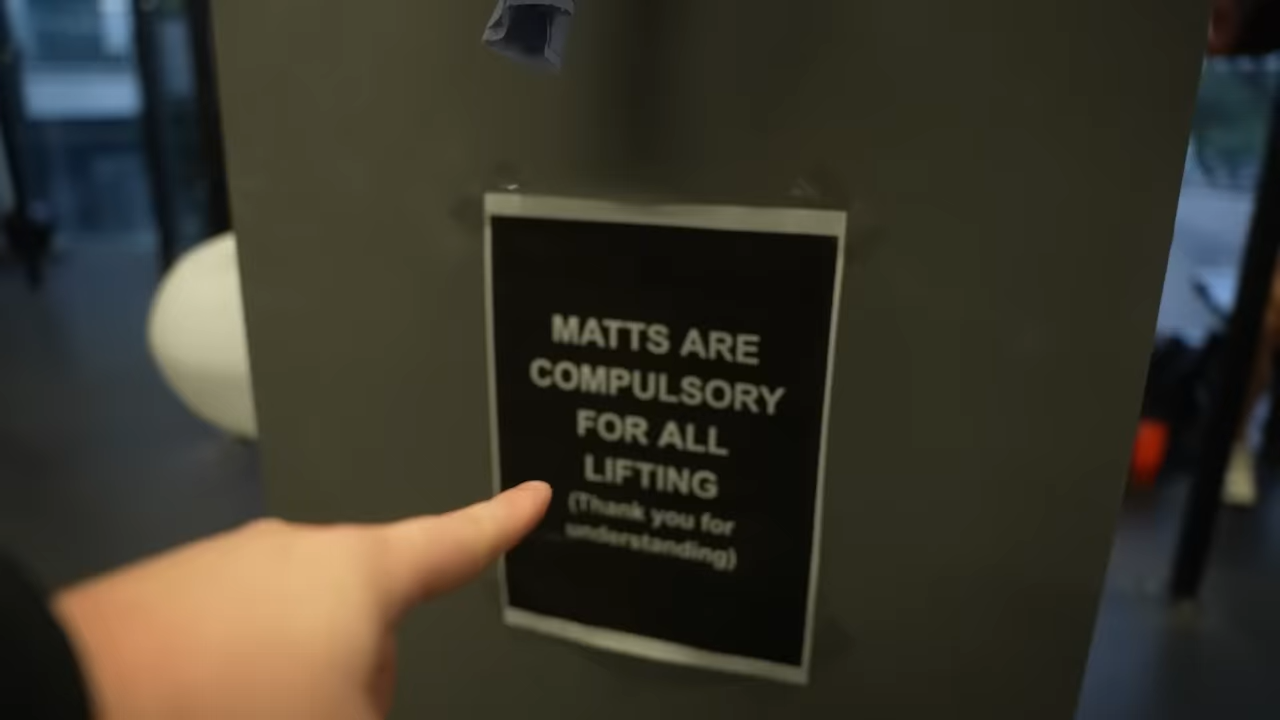 MATTS ARE
COMPULSORY
FOR ALL
LIFTING
(Thank you for
understanding)